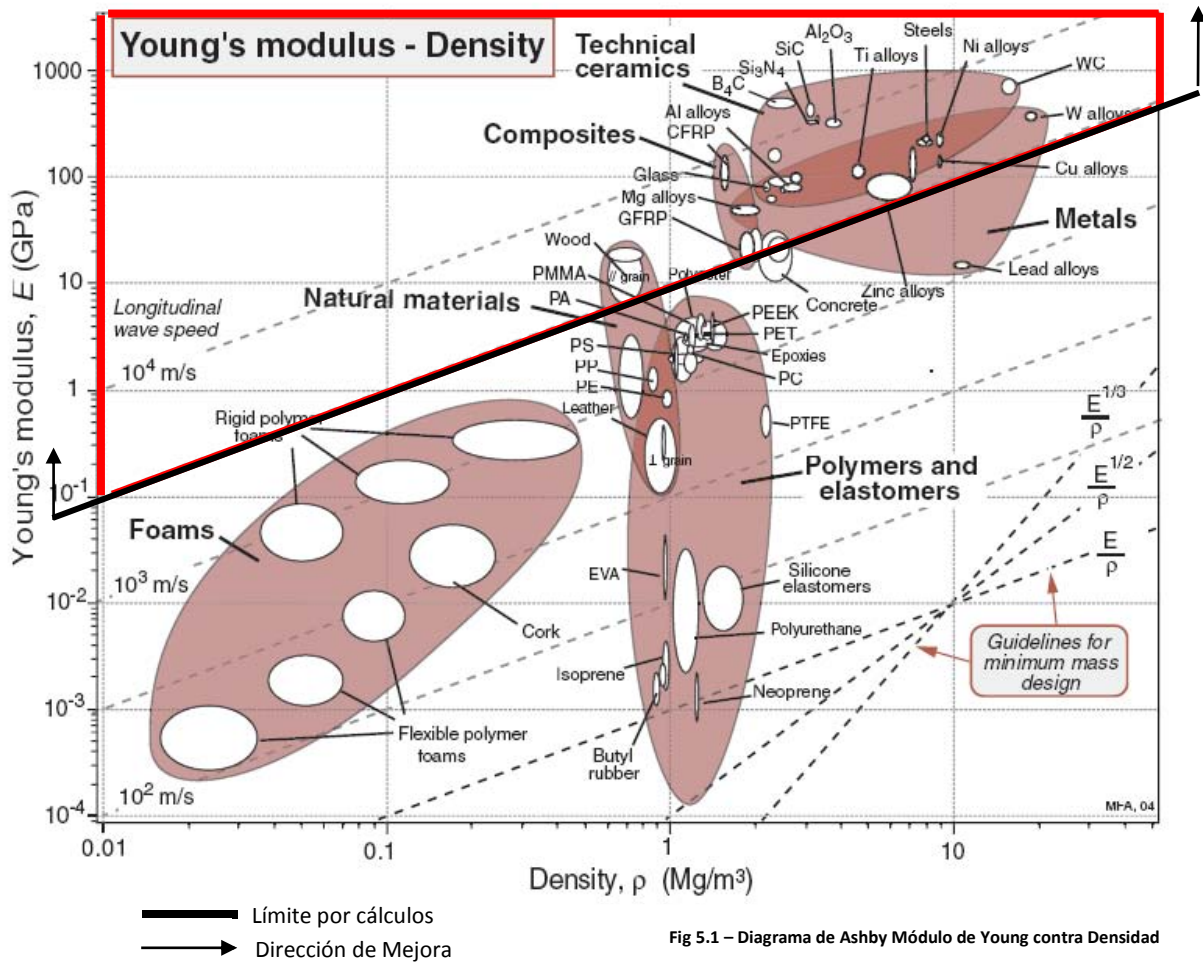 Young's modulus - Density
Technical
ceramics
Al2O3
SiC
Si3N4
B4C
Steels
Ti alloys
Ni alloys
WC
W alloys
Al alloys
CFRP
Composites
Glass
Mg alloys
GFRP
Cu alloys
Metals
Lead alloys
Zinc alloys
Concrete
Wood
// grain
PMMA
Polyester
Natural materials
PA
PEEK
PET
PS
Epoxies
PP
PC
PE
Leather
PTFE
⊥ grain
Longitudinal
wave speed
10^4 m/s
Rigid polymer
foams
Polymers and
elastomers
Foams
10^3 m/s
EVA
Silicone
elastomers
Cork
Polyurethane
Isoprene
Neoprene
Flexible polymer
foams
Butyl
rubber
10^2 m/s
E^1/3
ρ
E^1/2
ρ
E
ρ
Guidelines for
minimum mass
design
MFA, 04
Young's modulus, E (GPa)
1000
100
10
1
10^-1
10^-2
10^-3
10^-4
0.01
0.1
1
10
Density, ρ (Mg/m³)
Límite por cálculos
Dirección de Mejora
Fig 5.1 – Diagrama de Ashby Módulo de Young contra Densidad